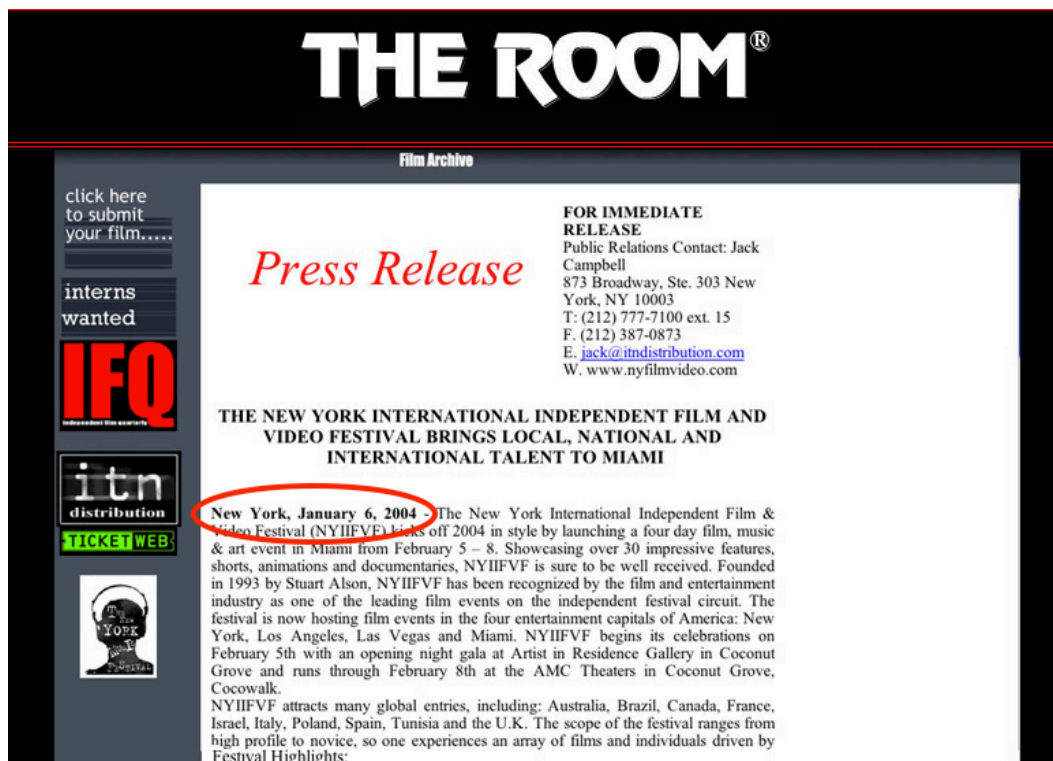 THE ROOM®
Film Archive
click here
to submit
your film.....
interns
wanted
IFQ
independent film quarterly
itn
distribution
TICKETWEB
THE NEW
YORK
FESTIVAL
Press Release
FOR IMMEDIATE
RELEASE
Public Relations Contact: Jack
Campbell
873 Broadway, Ste. 303 New
York, NY 10003
T: (212) 777-7100 ext. 15
F. (212) 387-0873
E. jack@itndistribution.com
W. www.nyfilmvideo.com
THE NEW YORK INTERNATIONAL INDEPENDENT FILM AND
VIDEO FESTIVAL BRINGS LOCAL, NATIONAL AND
INTERNATIONAL TALENT TO MIAMI
New York, January 6, 2004 - The New York International Independent Film &
Video Festival (NYIIFVF) kicks off 2004 in style by launching a four day film, music
& art event in Miami from February 5 – 8. Showcasing over 30 impressive features,
shorts, animations and documentaries, NYIIFVF is sure to be well received. Founded
in 1993 by Stuart Alson, NYIIFVF has been recognized by the film and entertainment
industry as one of the leading film events on the independent festival circuit. The
festival is now hosting film events in the four entertainment capitals of America: New
York, Los Angeles, Las Vegas and Miami. NYIIFVF begins its celebrations on
February 5th with an opening night gala at Artist in Residence Gallery in Coconut
Grove and runs through February 8th at the AMC Theaters in Coconut Grove,
Cocowalk.
NYIIFVF attracts many global entries, including: Australia, Brazil, Canada, France,
Israel, Italy, Poland, Spain, Tunisia and the U.K. The scope of the festival ranges from
high profile to novice, so one experiences an array of films and individuals driven by
Festival Highlights: